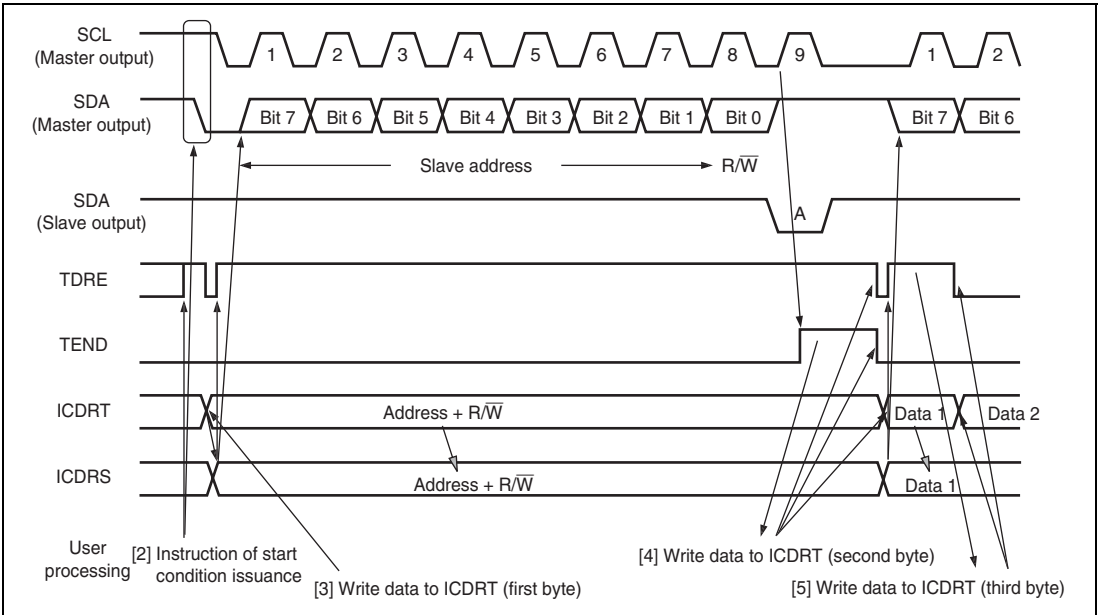 SCL
(Master output)
1 2 3 4 5 6 7 8 9 1 2
SDA
(Master output)
Bit 7 Bit 6 Bit 5 Bit 4 Bit 3 Bit 2 Bit 1 Bit 0 Bit 7 Bit 6
Slave address R/W̅
SDA
(Slave output)
A
TDRE
TEND
ICDRT
Address + R/W̅ Data 1 Data 2
ICDRS
Address + R/W̅ Data 1
User
processing
[2] Instruction of start
condition issuance
[3] Write data to ICDRT (first byte)
[4] Write data to ICDRT (second byte)
[5] Write data to ICDRT (third byte)